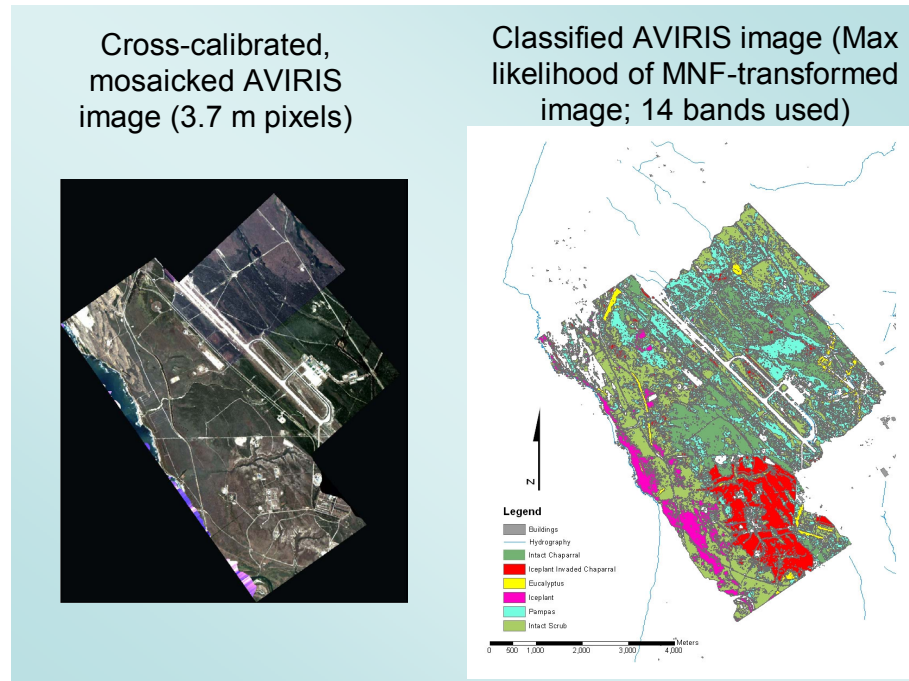 Cross-calibrated,
mosaicked AVIRIS
image (3.7 m pixels)
Classified AVIRIS image (Max
likelihood of MNF-transformed
image; 14 bands used)
N
Legend
Buildings
Hydrography
Intact Chaparral
Iceplant Invaded Chaparral
Eucalyptus
Iceplant
Pampas
Intact Scrub
Meters
0 500 1,000 2,000 3,000 4,000